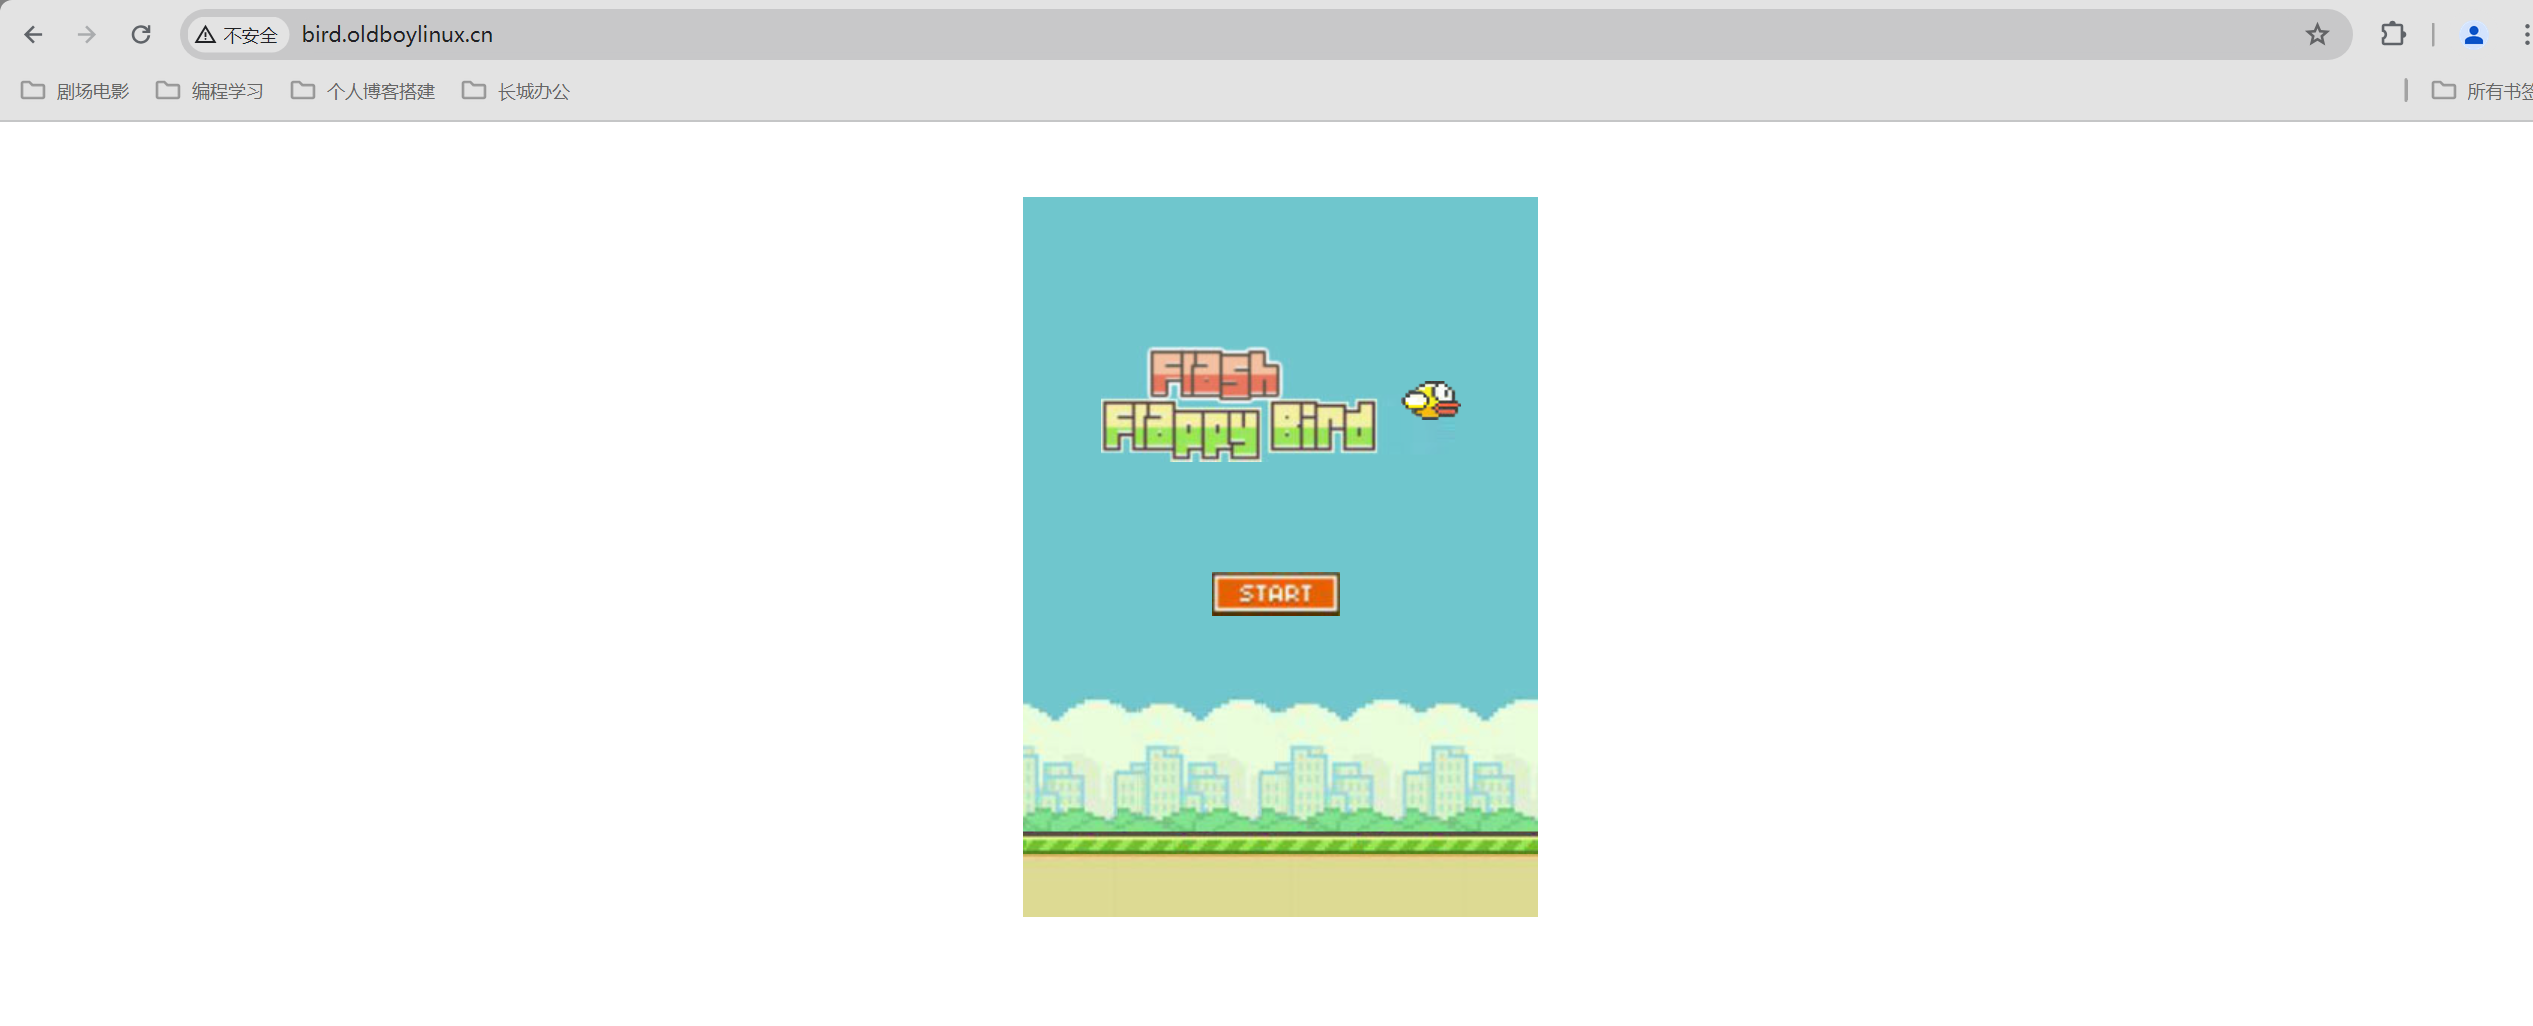 不安全 bird.oldboylinux.cn
剧场电影 编程学习 个人博客搭建 长城办公 所有书签
Flash
Flappy Bird
START